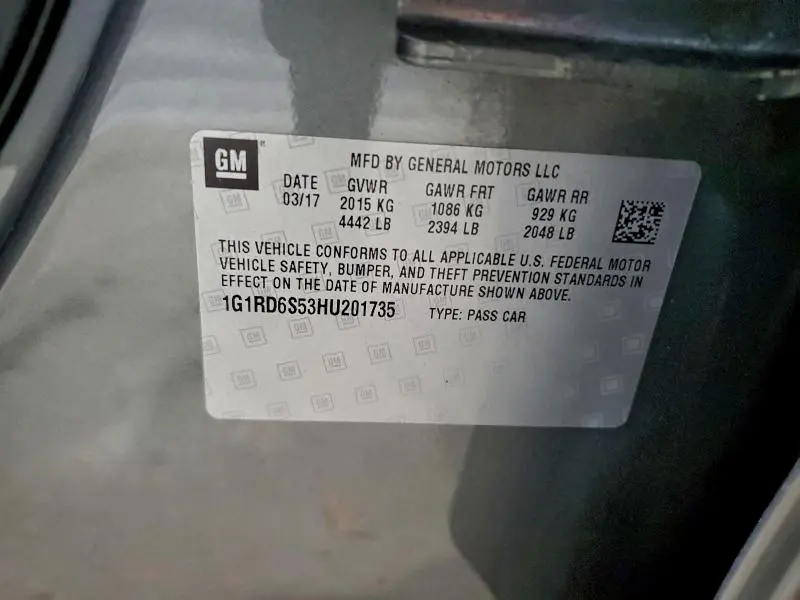 GM
MFD BY GENERAL MOTORS LLC
DATE GVWR GAWR FRT GAWR RR
03/17 2015 KG 1086 KG 929 KG
4442 LB 2394 LB 2048 LB
THIS VEHICLE CONFORMS TO ALL APPLICABLE U.S. FEDERAL MOTOR
VEHICLE SAFETY, BUMPER, AND THEFT PREVENTION STANDARDS IN
EFFECT ON THE DATE OF MANUFACTURE SHOWN ABOVE.
1G1RD6S53HU201735 TYPE: PASS CAR